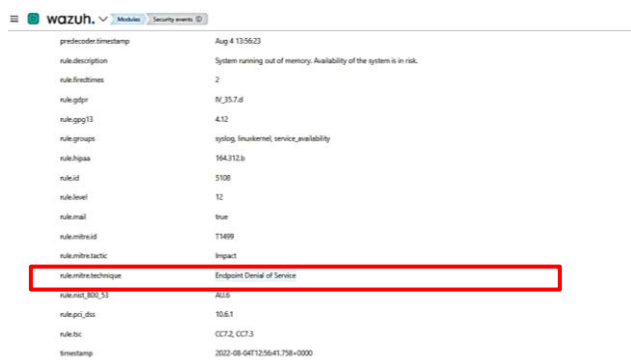 wazuh. Modules Security events
predecoder.timestamp Aug 4 13:56:23
rule.description System running out of memory. Availability of the system is in risk.
rule.firedtimes 2
rule.gdpr IV_35.7.d
rule.gpg13 4.12
rule.groups syslog, linuxkernel, service_availability
rule.hipaa 164.312.b
rule.id 5108
rule.level 12
rule.mail true
rule.mitre.id T1499
rule.mitre.tactic Impact
rule.mitre.technique Endpoint Denial of Service
rule.nist_800_53 AU.6
rule.pci_dss 10.6.1
rule.tsc CC7.2, CC7.3
timestamp 2022-08-04T12:56:41.758+0000